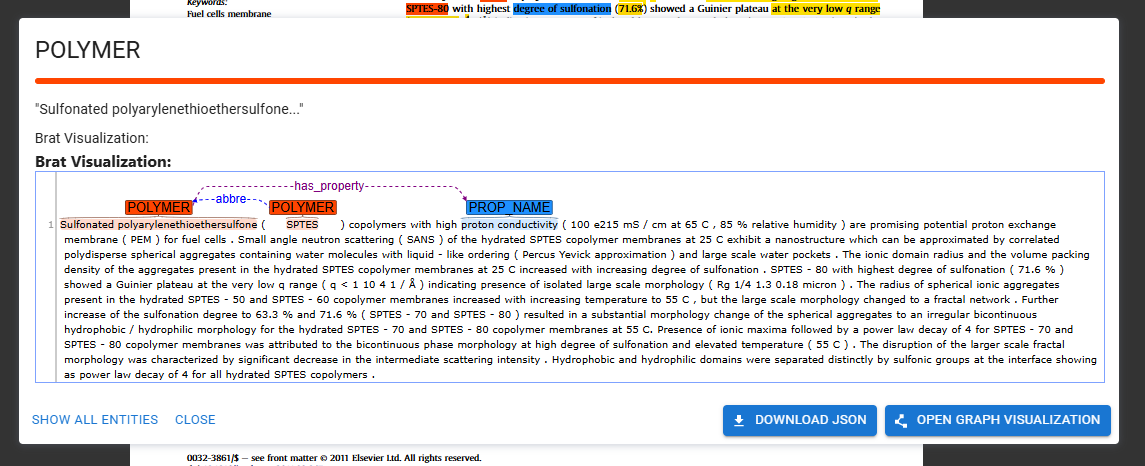 Keywords:
Fuel cells membrane
SPTES-80 with highest degree of sulfonation (71.6%) showed a Guinier plateau at the very low q range
POLYMER
"Sulfonated polyarylenethioethersulfone..."
Brat Visualization:
Brat Visualization:
has_property
abbre
POLYMER POLYMER PROP_NAME
1 Sulfonated polyarylenethioethersulfone ( SPTES ) copolymers with high proton conductivity ( 100 e215 mS / cm at 65 C , 85 % relative humidity ) are promising potential proton exchange
membrane ( PEM ) for fuel cells . Small angle neutron scattering ( SANS ) of the hydrated SPTES copolymer membranes at 25 C exhibit a nanostructure which can be approximated by correlated
polydisperse spherical aggregates containing water molecules with liquid - like ordering ( Percus Yevick approximation ) and large scale water pockets . The ionic domain radius and the volume packing
density of the aggregates present in the hydrated SPTES copolymer membranes at 25 C increased with increasing degree of sulfonation . SPTES - 80 with highest degree of sulfonation ( 71.6 % )
showed a Guinier plateau at the very low q range ( q < 1 10 4 1 / Å ) indicating presence of isolated large scale morphology ( Rg 1/4 1.3 0.18 micron ) . The radius of spherical ionic aggregates
present in the hydrated SPTES - 50 and SPTES - 60 copolymer membranes increased with increasing temperature to 55 C , but the large scale morphology changed to a fractal network . Further
increase of the sulfonation degree to 63.3 % and 71.6 % ( SPTES - 70 and SPTES - 80 ) resulted in a substantial morphology change of the spherical aggregates to an irregular bicontinuous
hydrophobic / hydrophilic morphology for the hydrated SPTES - 70 and SPTES - 80 copolymer membranes at 55 C. Presence of ionic maxima followed by a power law decay of 4 for SPTES - 70 and
SPTES - 80 copolymer membranes was attributed to the bicontinuous phase morphology at high degree of sulfonation and elevated temperature ( 55 C ) . The disruption of the larger scale fractal
morphology was characterized by significant decrease in the intermediate scattering intensity . Hydrophobic and hydrophilic domains were separated distinctly by sulfonic groups at the interface showing
as power law decay of 4 for all hydrated SPTES copolymers .
SHOW ALL ENTITIES CLOSE DOWNLOAD JSON OPEN GRAPH VISUALIZATION
0032-3861/$ – see front matter © 2011 Elsevier Ltd. All rights reserved.